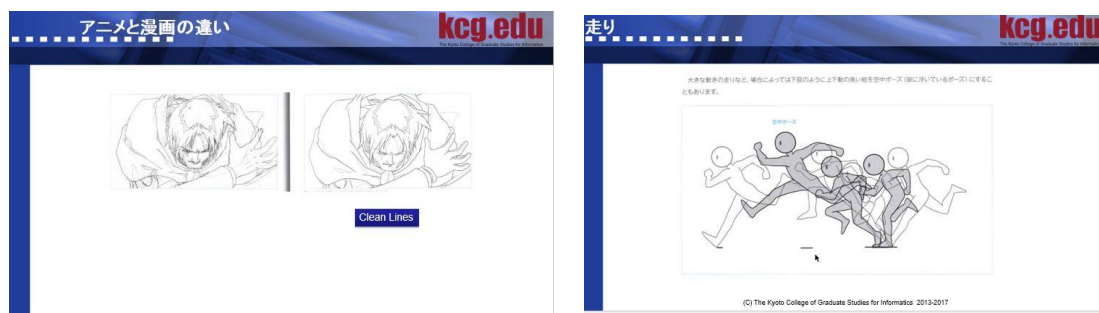 アニメと漫画の違い
kcg.edu
The Kyoto College of Graduate Studies for Informatics
Clean Lines
走り
kcg.edu
The Kyoto College of Graduate Studies for Informatics
大きな動きの走りなど、場合によっては下図のように上下動の高い絵を空中ポーズ（宙に浮いているポーズ）にするこ
ともあります。
空中ポーズ
(C) The Kyoto College of Graduate Studies for Informatics 2013-2017